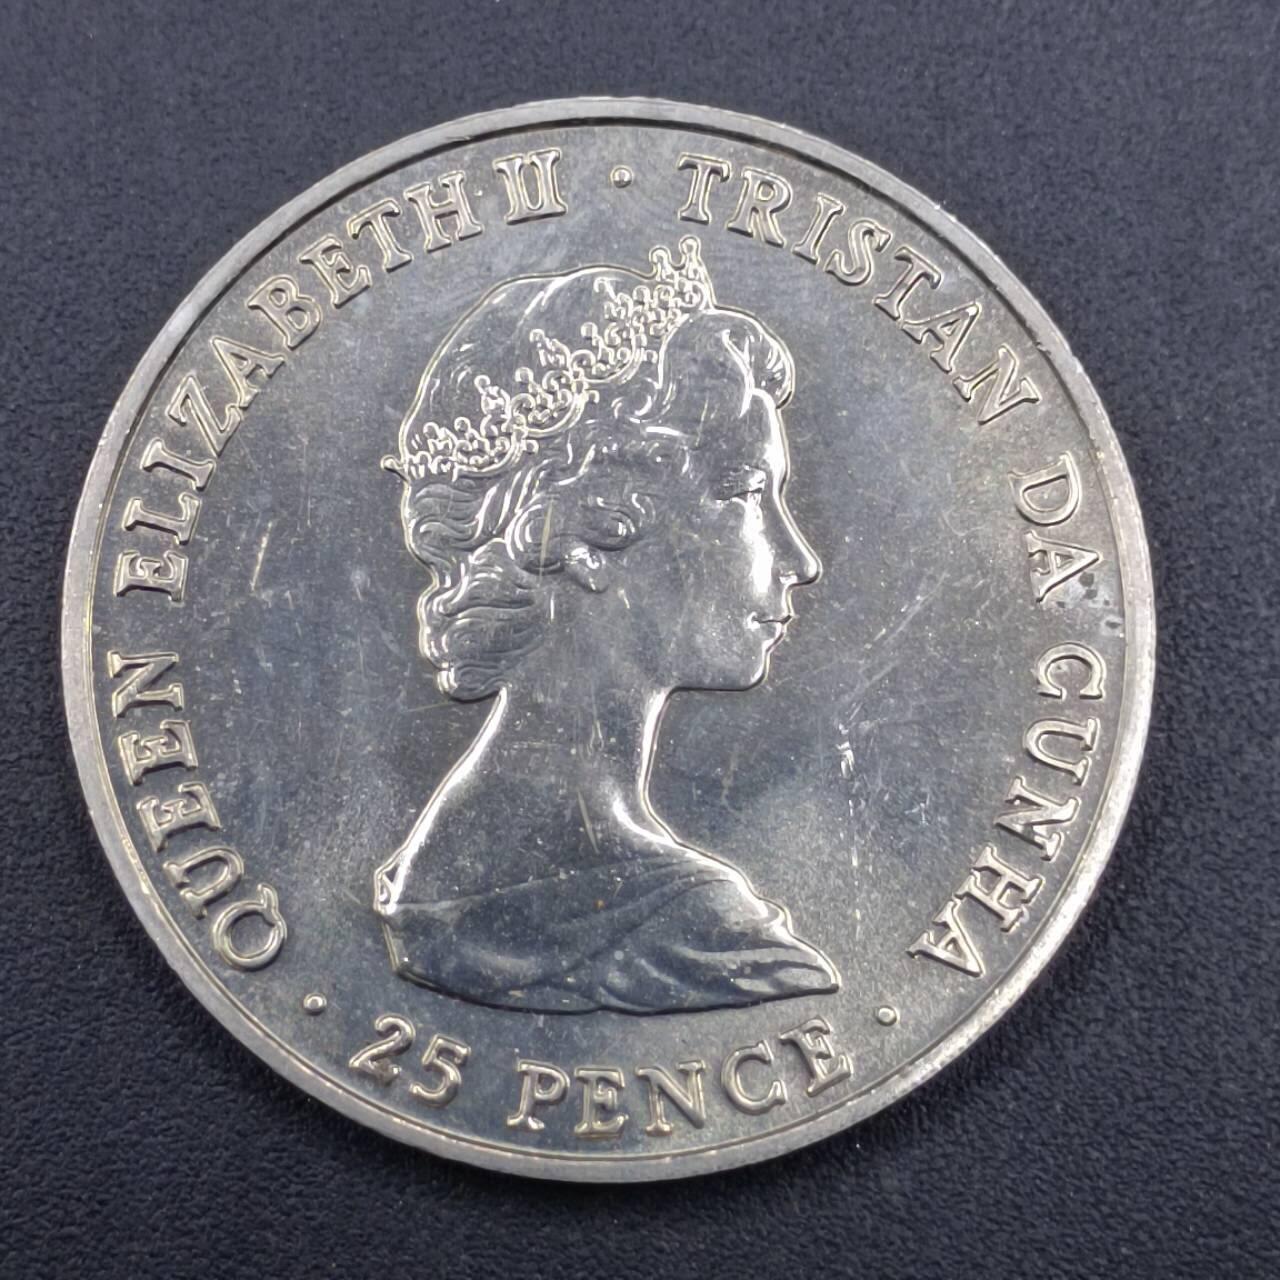 QUEEN ELIZABETH II · TRISTAN DA CUNHA
· 25 PENCE ·